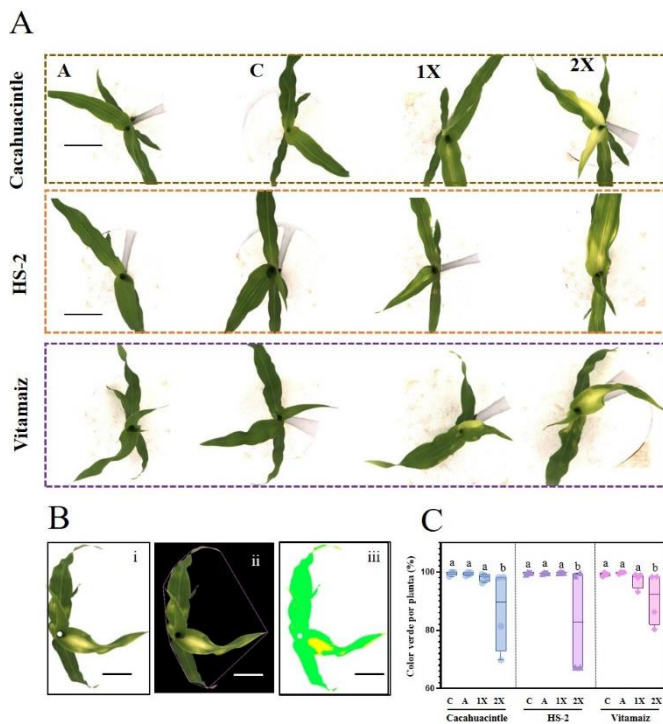 A
A C 1X 2X
Cacahuacintle
HS-2
Vitamaiz
B
i ii iii
C
Color verde por planta (%)
100
80
60
a a a b a a a b a a a b
C A 1X 2X C A 1X 2X C A 1X 2X
Cacahuacintle HS-2 Vitamaiz